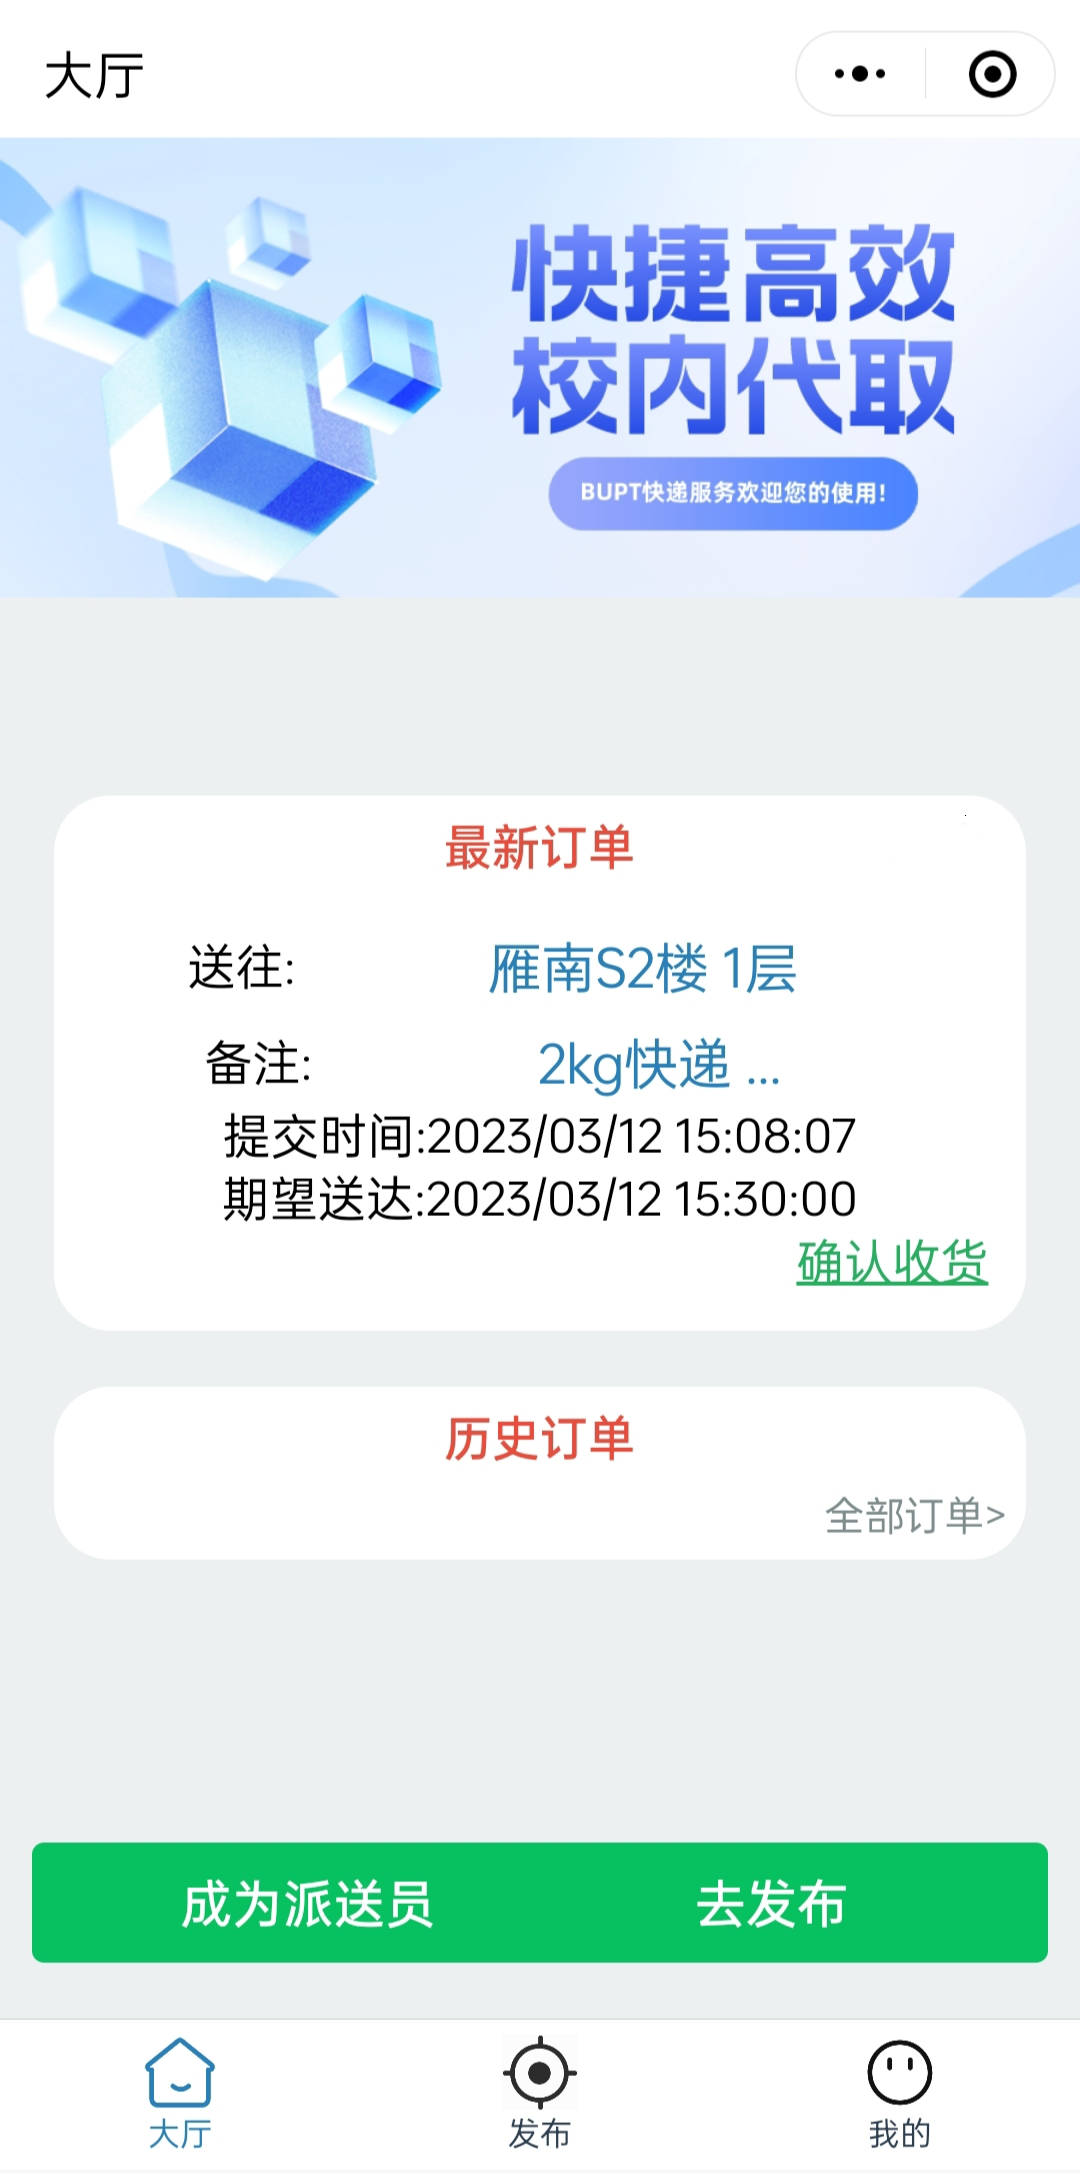 大厅
快捷高效
校内代取
BUPT快递服务欢迎您的使用!
最新订单
送往: 雁南S2楼 1层
备注: 2kg快递 ...
提交时间:2023/03/12 15:08:07
期望送达:2023/03/12 15:30:00
确认收货
历史订单
全部订单>
成为派送员 去发布
大厅 发布 我的